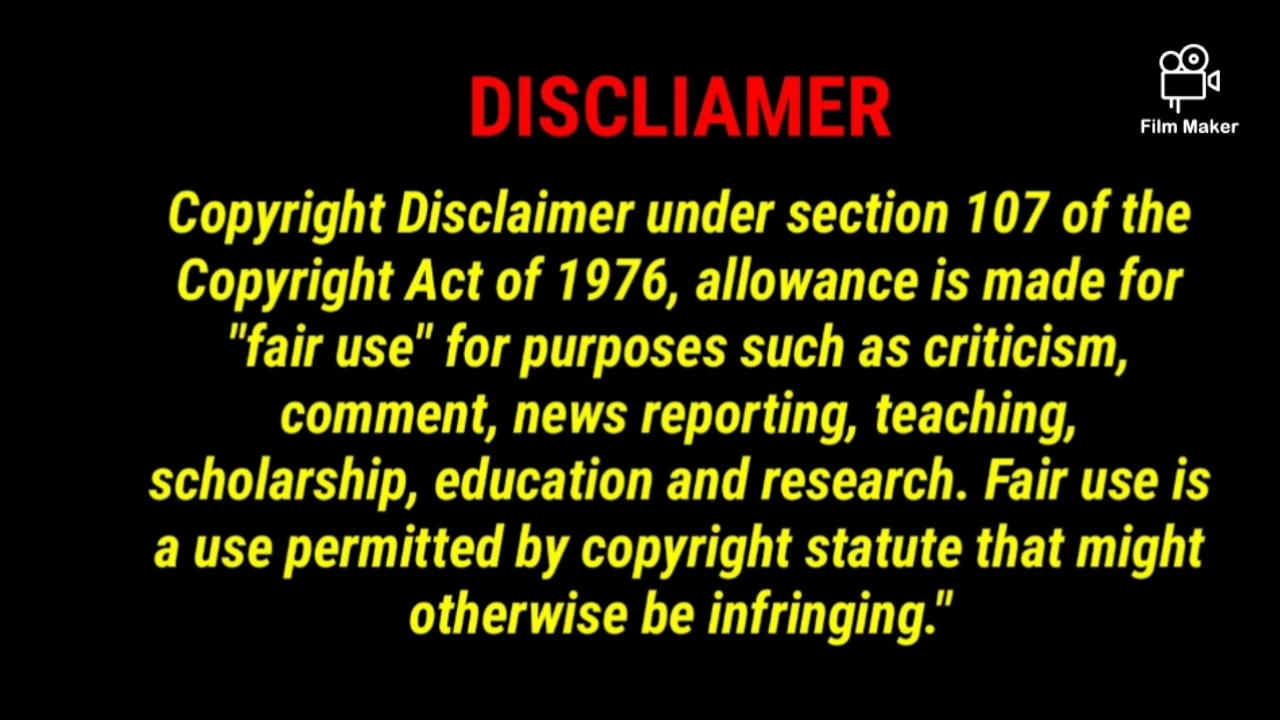 DISCLIAMER
Film Maker
Copyright Disclaimer under section 107 of the
Copyright Act of 1976, allowance is made for
"fair use" for purposes such as criticism,
comment, news reporting, teaching,
scholarship, education and research. Fair use is
a use permitted by copyright statute that might
otherwise be infringing."